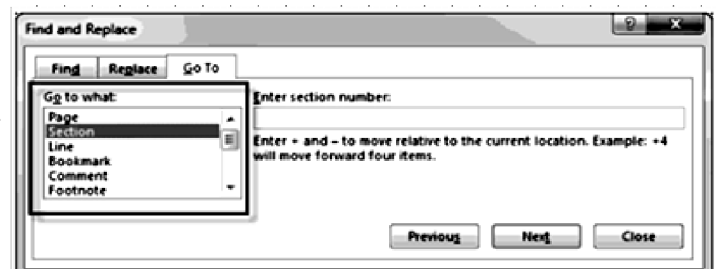 Find and Replace
Find Replace Go To
Go to what:
Page
Section
Line
Bookmark
Comment
Footnote
Enter section number:
Enter + and – to move relative to the current location. Example: +4
will move forward four items.
Previous Next Close